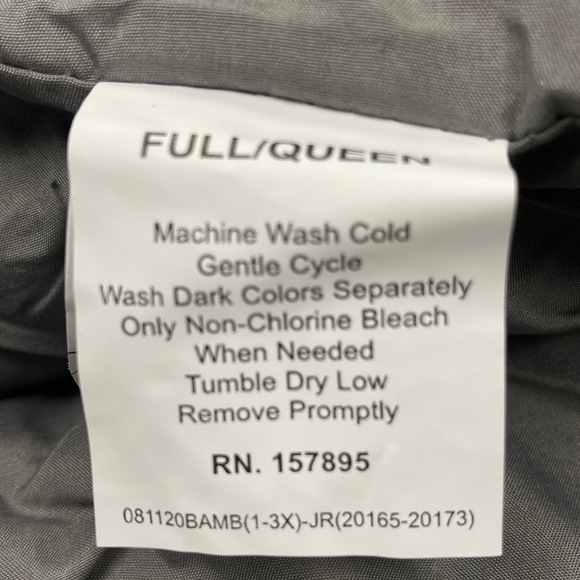 FULL/QUEEN
Machine Wash Cold
Gentle Cycle
Wash Dark Colors Separately
Only Non-Chlorine Bleach
When Needed
Tumble Dry Low
Remove Promptly
RN. 157895
081120BAMB(1-3X)-JR(20165-20173)